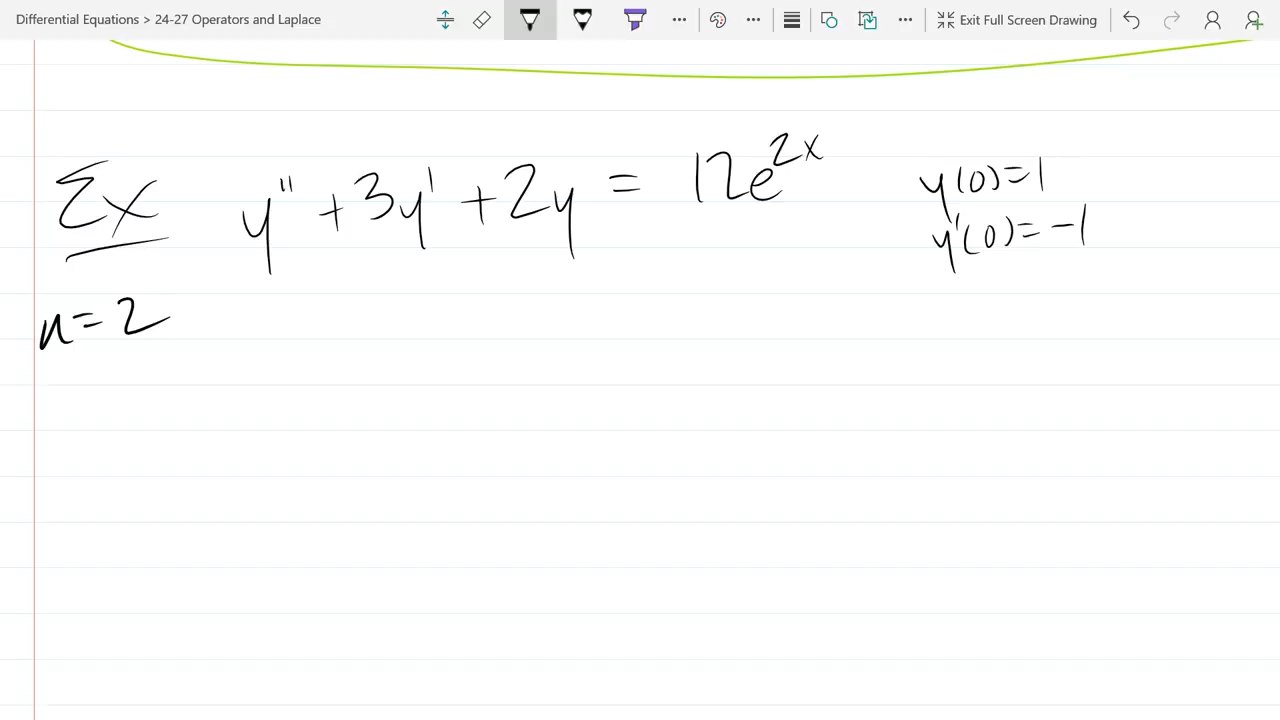 Differential Equations > 24-27 Operators and Laplace
Exit Full Screen Drawing
Ex y'' + 3y' + 2y = 12e^{2x}
y(0)=1
y'(0)=-1
n=2